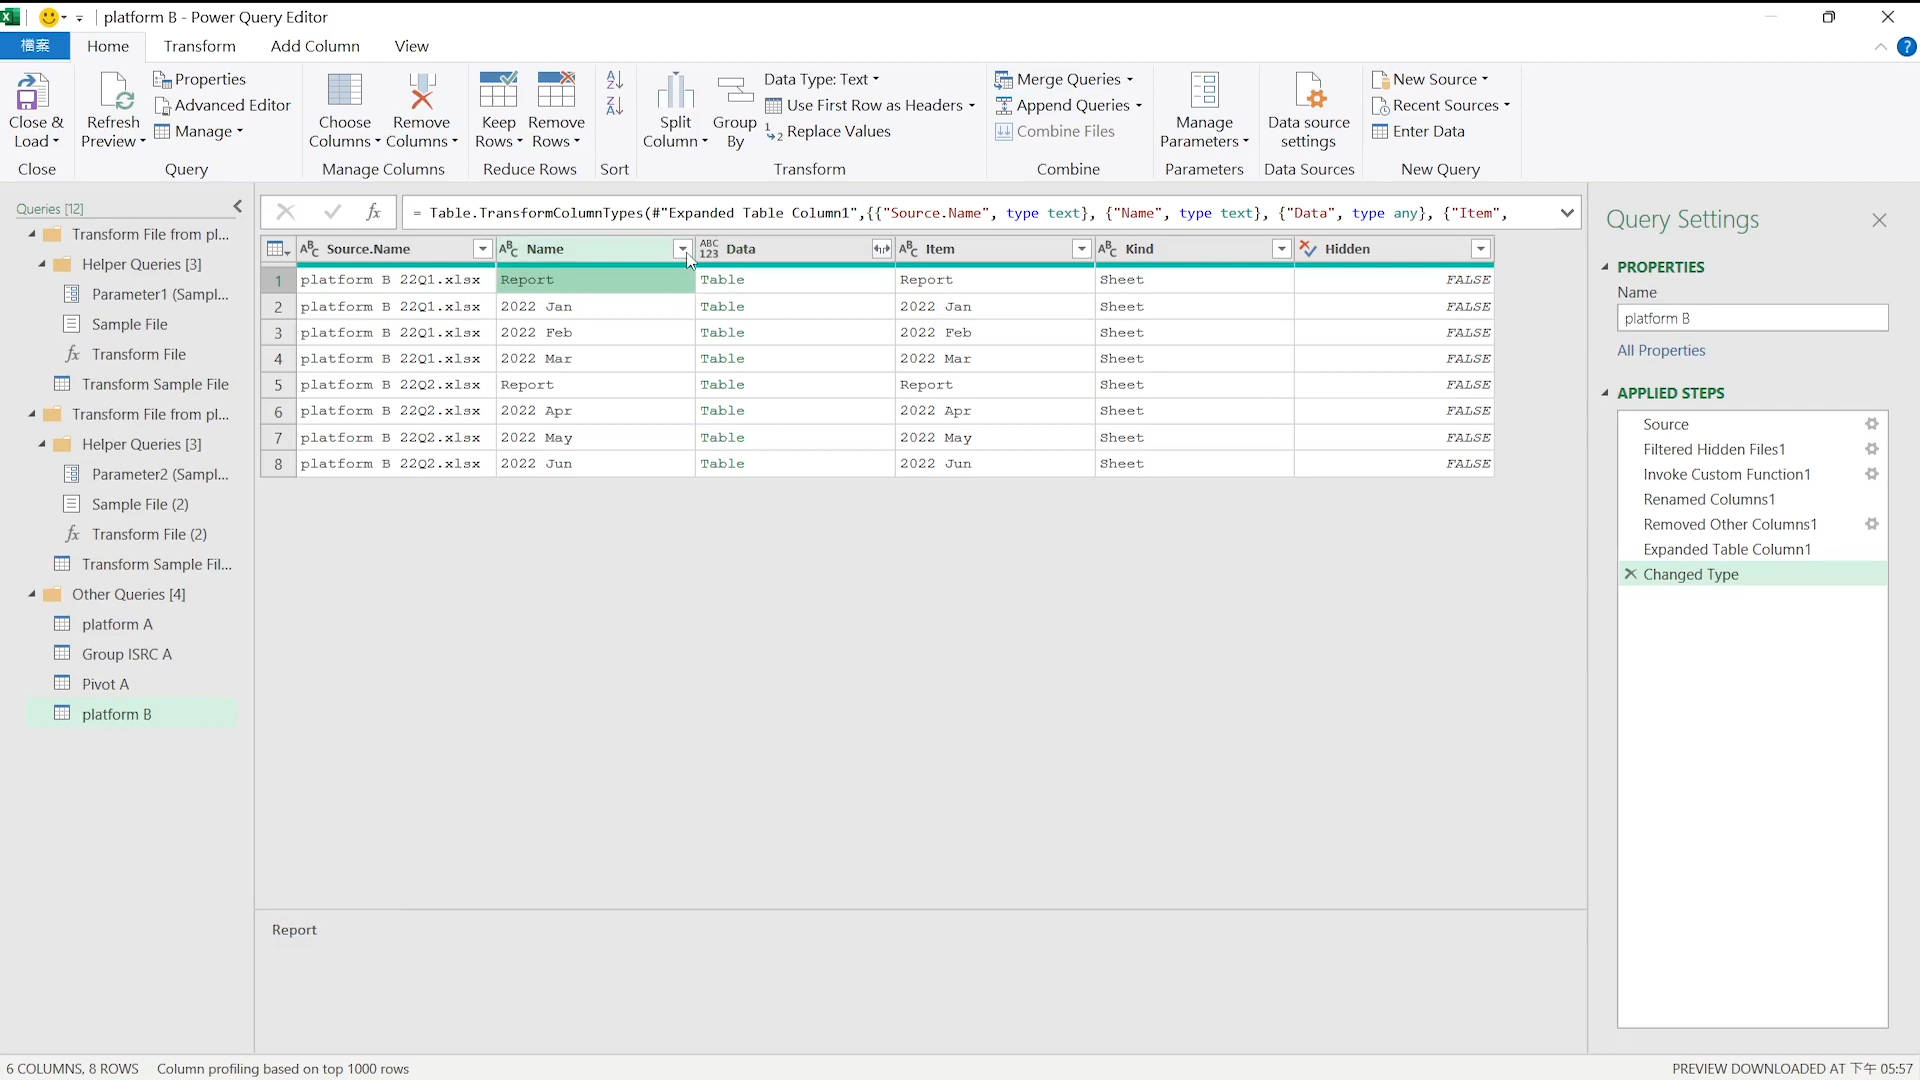 platform B - Power Query Editor
檔案 Home Transform Add Column View
Close & Load
Close
Refresh Preview
Properties
Advanced Editor
Manage
Query
Choose Columns
Remove Columns
Manage Columns
Keep Rows
Remove Rows
Reduce Rows
Sort
Split Column
Group By
Data Type: Text
Use First Row as Headers
Replace Values
Transform
Merge Queries
Append Queries
Combine Files
Combine
Manage Parameters
Parameters
Data source settings
Data Sources
New Source
Recent Sources
Enter Data
New Query
Queries [12]
Transform File from pl...
Helper Queries [3]
Parameter1 (Sampl...
Sample File
fx Transform File
Transform Sample File
Transform File from pl...
Helper Queries [3]
Parameter2 (Sampl...
Sample File (2)
fx Transform File (2)
Transform Sample Fil...
Other Queries [4]
platform A
Group ISRC A
Pivot A
platform B
fx = Table.TransformColumnTypes(#"Expanded Table Column1",{{"Source.Name", type text}, {"Name", type text}, {"Data", type any}, {"Item",
ABC Source.Name ABC Name ABC 123 Data ABC Item ABC Kind Hidden
1 platform B 22Q1.xlsx Report Table Report Sheet FALSE
2 platform B 22Q1.xlsx 2022 Jan Table 2022 Jan Sheet FALSE
3 platform B 22Q1.xlsx 2022 Feb Table 2022 Feb Sheet FALSE
4 platform B 22Q1.xlsx 2022 Mar Table 2022 Mar Sheet FALSE
5 platform B 22Q2.xlsx Report Table Report Sheet FALSE
6 platform B 22Q2.xlsx 2022 Apr Table 2022 Apr Sheet FALSE
7 platform B 22Q2.xlsx 2022 May Table 2022 May Sheet FALSE
8 platform B 22Q2.xlsx 2022 Jun Table 2022 Jun Sheet FALSE
Report
Query Settings
PROPERTIES
Name
platform B
All Properties
APPLIED STEPS
Source
Filtered Hidden Files1
Invoke Custom Function1
Renamed Columns1
Removed Other Columns1
Expanded Table Column1
Changed Type
6 COLUMNS, 8 ROWS Column profiling based on top 1000 rows
PREVIEW DOWNLOADED AT 下午 05:57